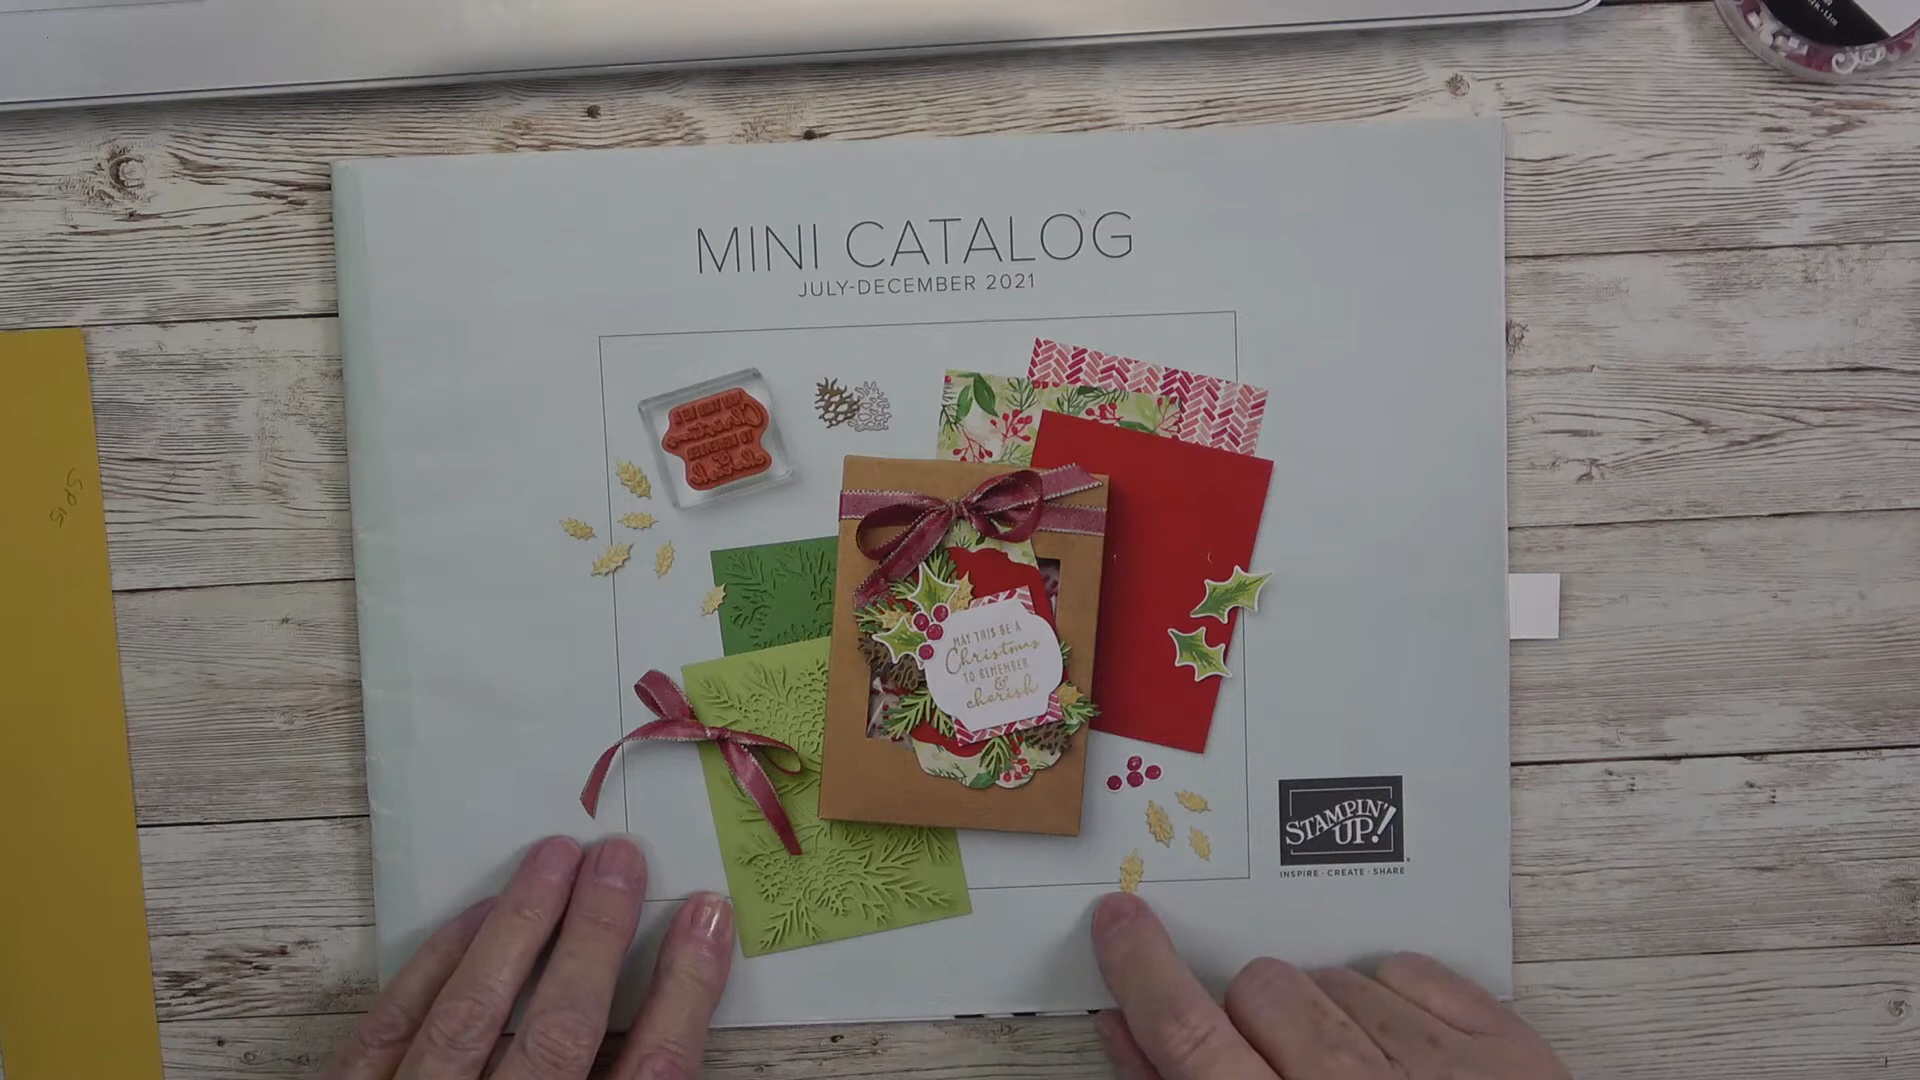 MINI CATALOG
JULY-DECEMBER 2021
MAY THIS BE A
Christmas
TO REMEMBER
&
cherish
STAMPIN'
UP!
INSPIRE · CREATE · SHARE